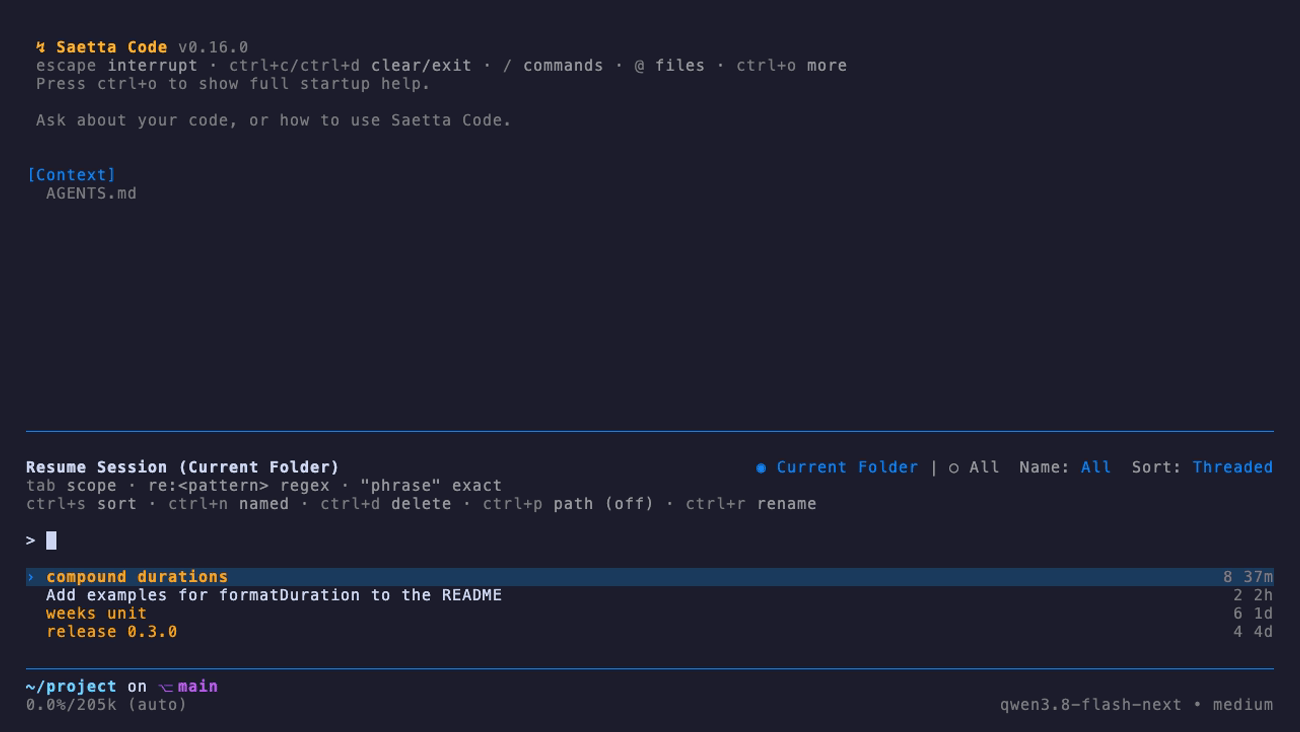 ↯ Saetta Code v0.16.0
escape interrupt · ctrl+c/ctrl+d clear/exit · / commands · @ files · ctrl+o more
Press ctrl+o to show full startup help.
Ask about your code, or how to use Saetta Code.
[Context]
AGENTS.md
Resume Session (Current Folder) ◉ Current Folder | ○ All Name: All Sort: Threaded
tab scope · re:<pattern> regex · "phrase" exact
ctrl+s sort · ctrl+n named · ctrl+d delete · ctrl+p path (off) · ctrl+r rename
>
› compound durations 8 37m
Add examples for formatDuration to the README 2 2h
weeks unit 6 1d
release 0.3.0 4 4d
~/project on ⌥ main
0.0%/205k (auto) qwen3.8-flash-next • medium